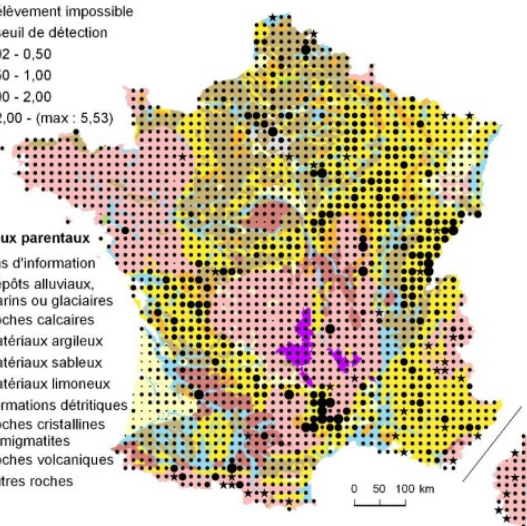 élèvement impossible
seuil de détection
02 - 0,50
50 - 1,00
00 - 2,00
2,00 - (max : 5,53)
ux parentaux
s d'information
épôts alluviaux,
arins ou glaciaires
oches calcaires
atériaux argileux
atériaux sableux
atériaux limoneux
rmations détritiques
oches cristallines
migmatites
oches volcaniques
utres roches
0 50 100 km